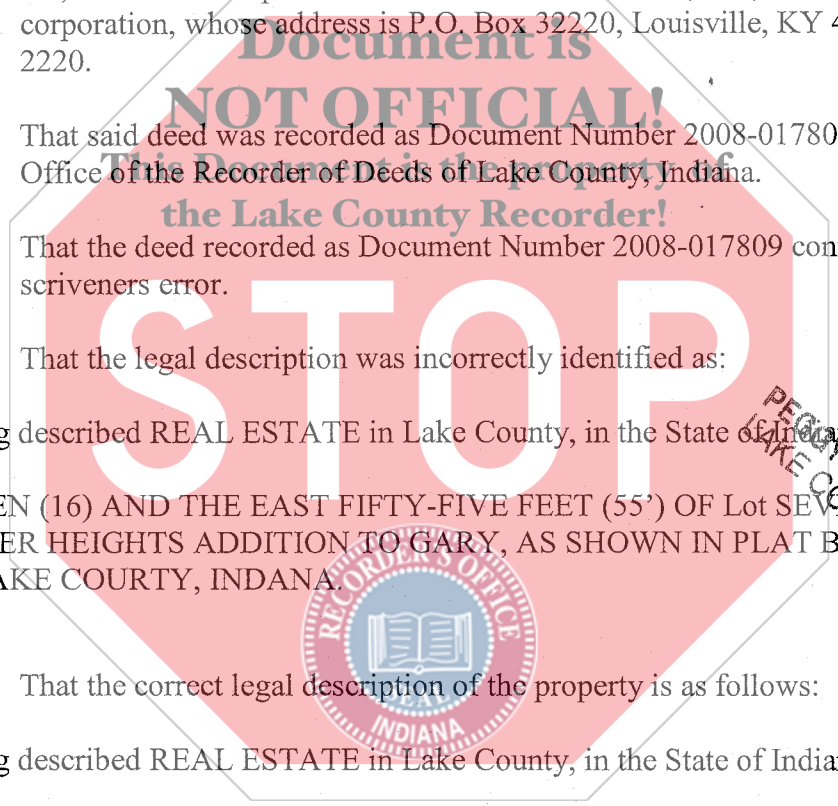 corporation, whose address is P.O. Box 32220, Louisville, KY 4
2220.
Document is
NOT OFFICIAL!
This Document is the property of
the Lake County Recorder!
That said deed was recorded as Document Number 2008-01780
Office of the Recorder of Deeds of Lake County, Indiana.
That the deed recorded as Document Number 2008-017809 con
scriveners error.
STOP
That the legal description was incorrectly identified as:
PEGGY
LAKE CO
g described REAL ESTATE in Lake County, in the State of India
EN (16) AND THE EAST FIFTY-FIVE FEET (55’) OF Lot SEV
ER HEIGHTS ADDITION TO GARY, AS SHOWN IN PLAT B
AKE COURTY, INDANA.
RECORDER'S OFFICE
SEAL
INDIANA
That the correct legal description of the property is as follows:
g described REAL ESTATE in Lake County, in the State of India